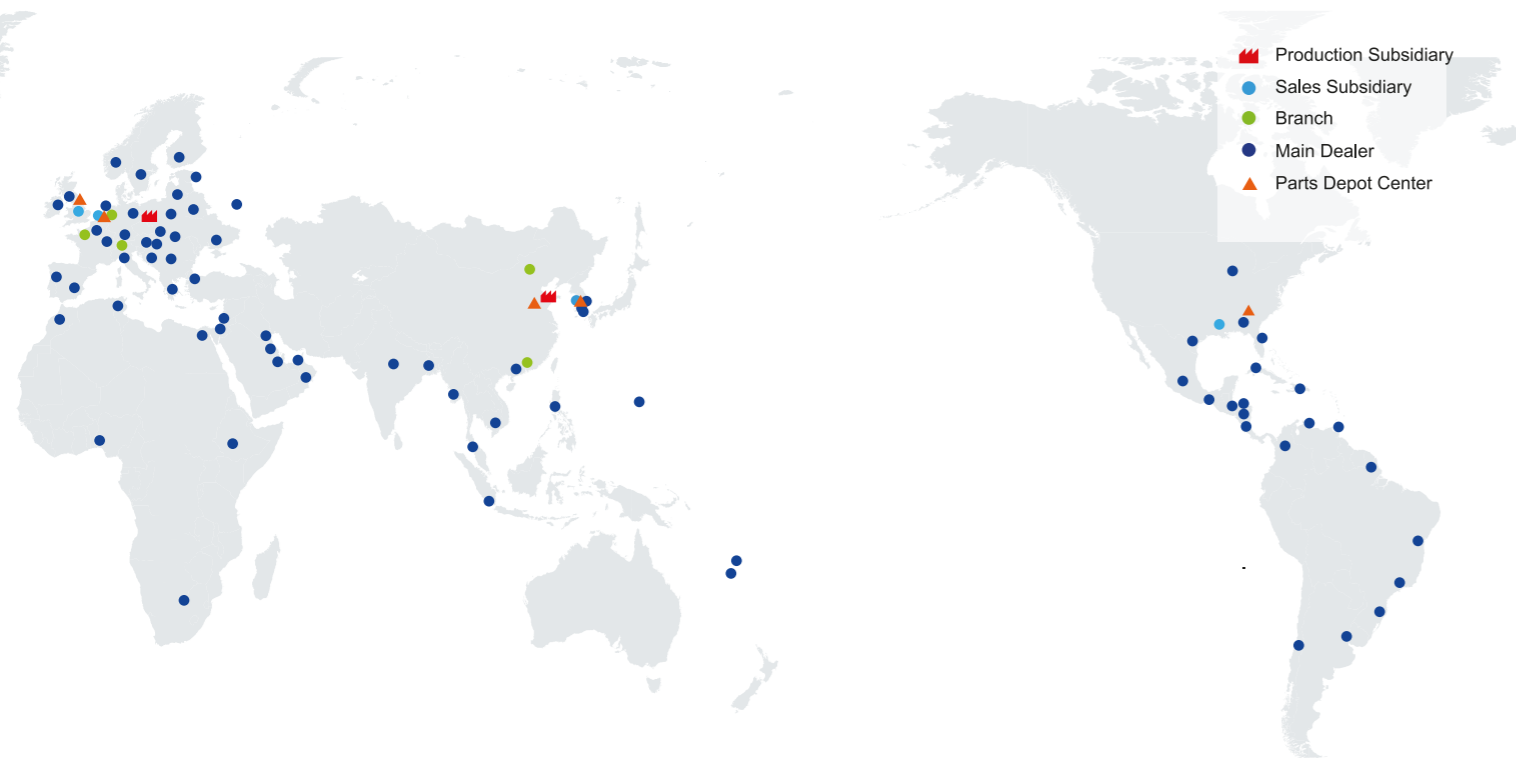 Production Subsidiary
Sales Subsidiary
Branch
Main Dealer
Parts Depot Center